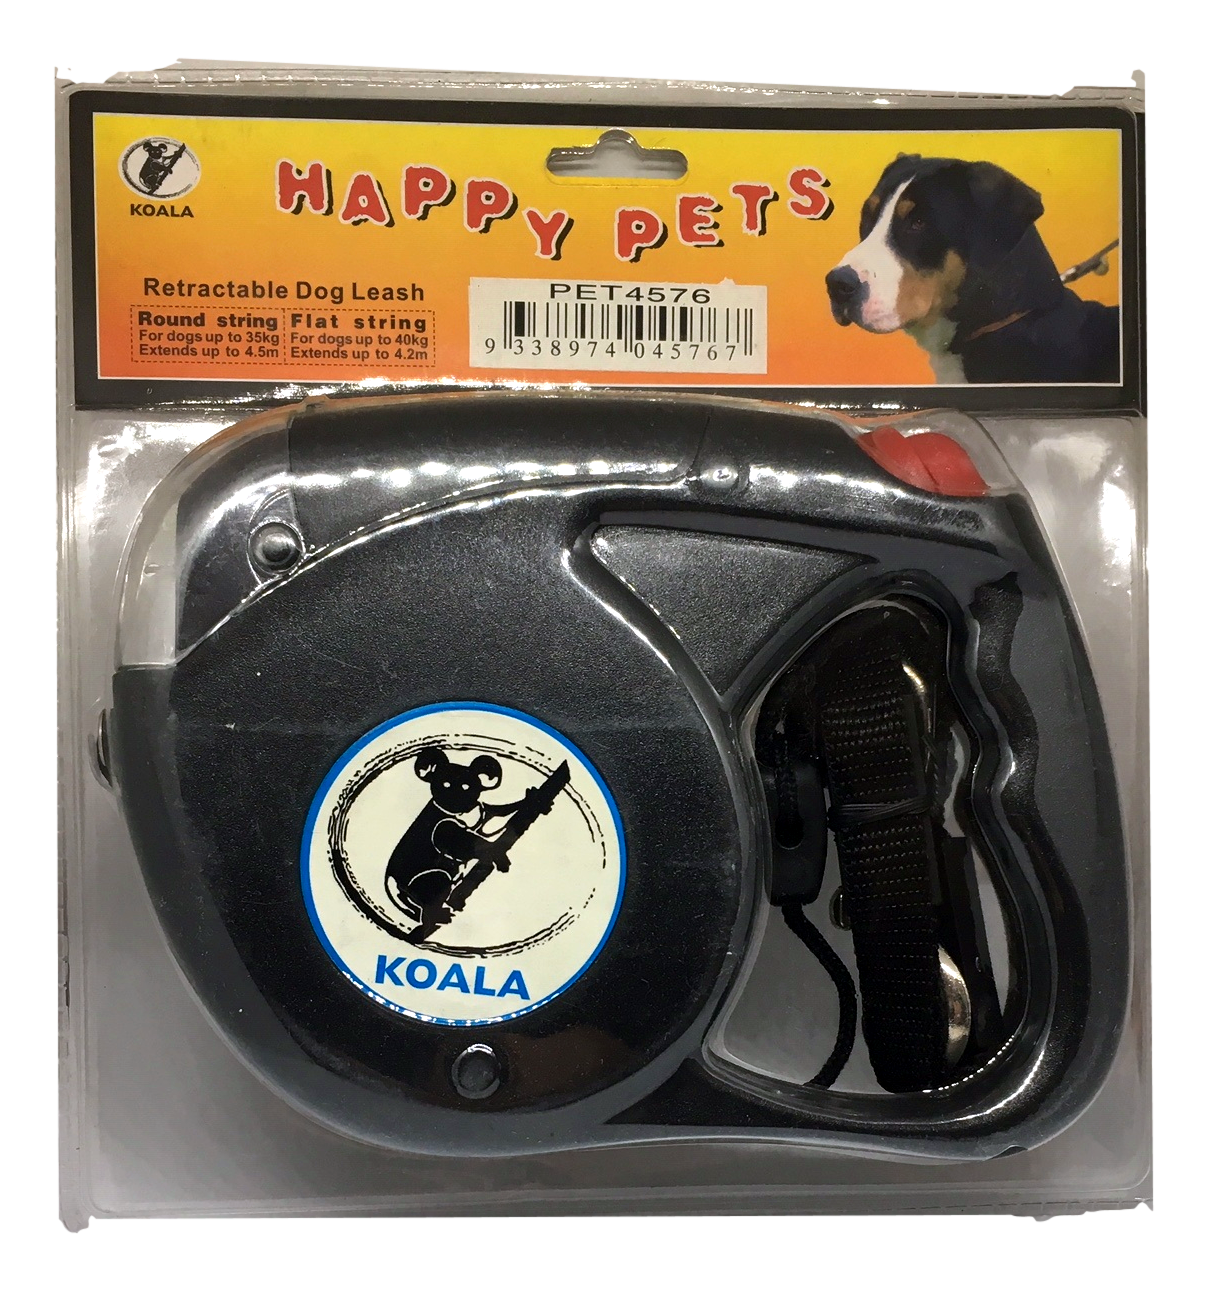 KOALA
HAPPY PETS
Retractable Dog Leash
Round string
For dogs up to 35kg
Extends up to 4.5m
Flat string
For dogs up to 40kg
Extends up to 4.2m
PET4576
9 338974 045767
KOALA